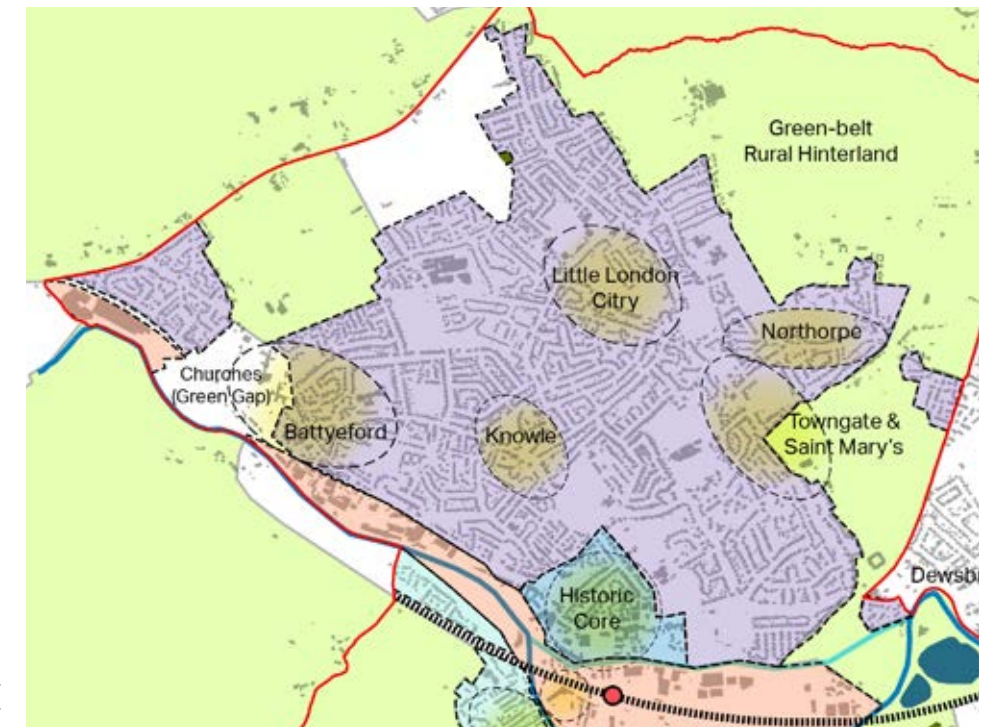 Green-belt
Rural Hinterland
Little London
Citry
Northorpe
Churches
(Green Gap)
Battyeford
Knowle
Towngate &
Saint Mary's
Dewsb
Historic
Core